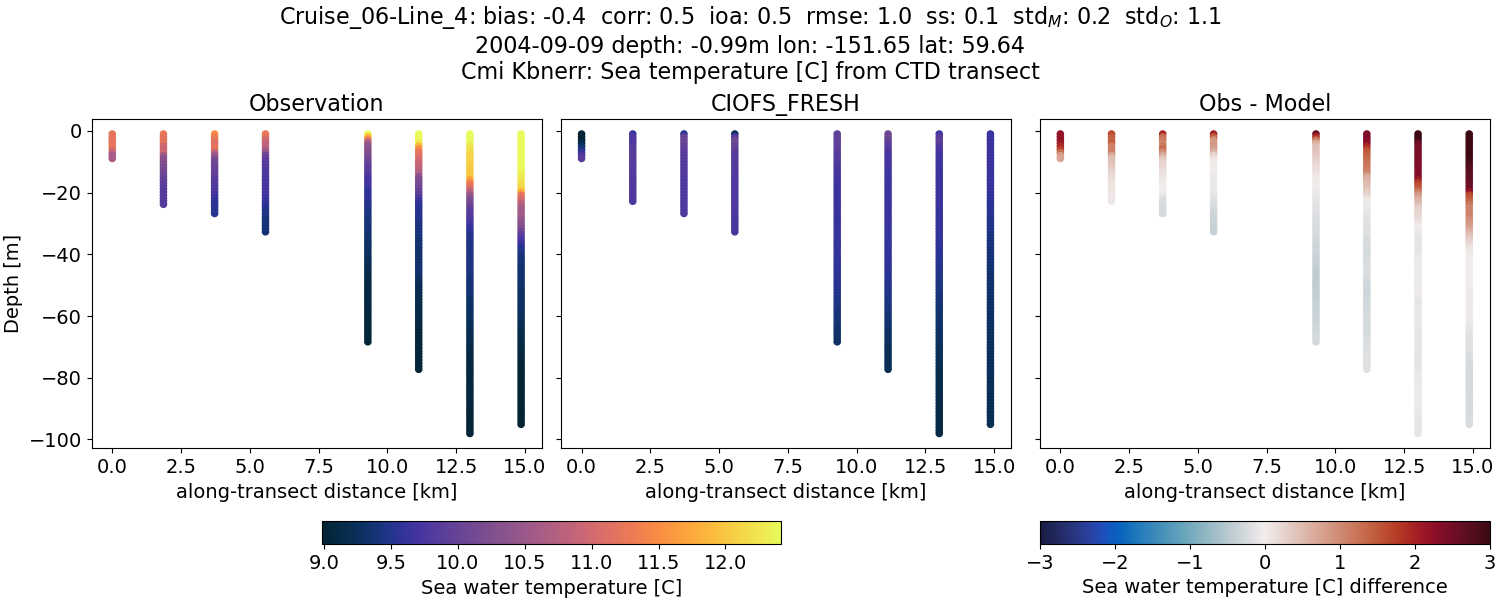 Cruise_06-Line_4: bias: -0.4  corr: 0.5  ioa: 0.5  rmse: 1.0  ss: 0.1  std_M: 0.2  std_O: 1.1
2004-09-09 depth: -0.99m lon: -151.65 lat: 59.64
Cmi Kbnerr: Sea temperature [C] from CTD transect
Observation
CIOFS_FRESH
Obs - Model
Depth [m]
0
−20
−40
−60
−80
−100
0.0 2.5 5.0 7.5 10.0 12.5 15.0
0.0 2.5 5.0 7.5 10.0 12.5 15.0
0.0 2.5 5.0 7.5 10.0 12.5 15.0
along-transect distance [km]
along-transect distance [km]
along-transect distance [km]
9.0 9.5 10.0 10.5 11.0 11.5 12.0
Sea water temperature [C]
−3 −2 −1 0 1 2 3
Sea water temperature [C] difference